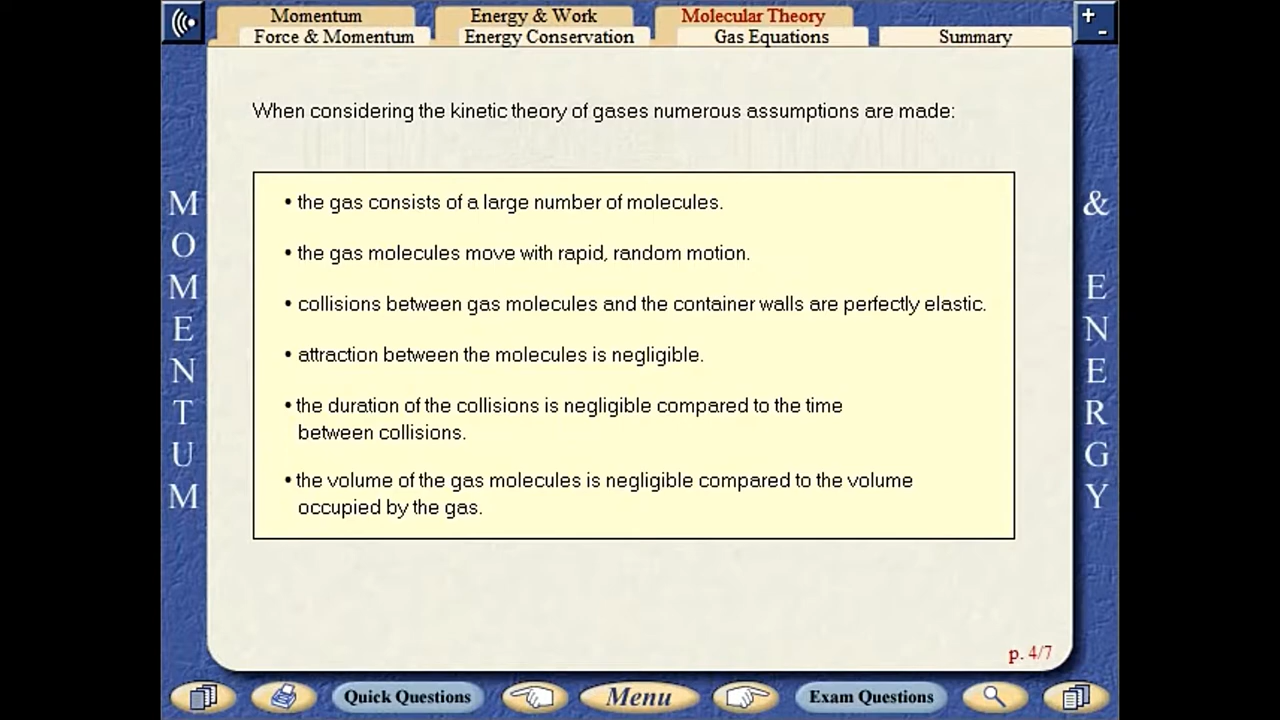 Momentum
Energy & Work
Molecular Theory
Force & Momentum
Energy Conservation
Gas Equations
Summary
+
-
When considering the kinetic theory of gases numerous assumptions are made:
• the gas consists of a large number of molecules.
• the gas molecules move with rapid, random motion.
• collisions between gas molecules and the container walls are perfectly elastic.
• attraction between the molecules is negligible.
• the duration of the collisions is negligible compared to the time
between collisions.
• the volume of the gas molecules is negligible compared to the volume
occupied by the gas.
MOMENTUM
& ENERGY
p. 4/7
Quick Questions
Menu
Exam Questions